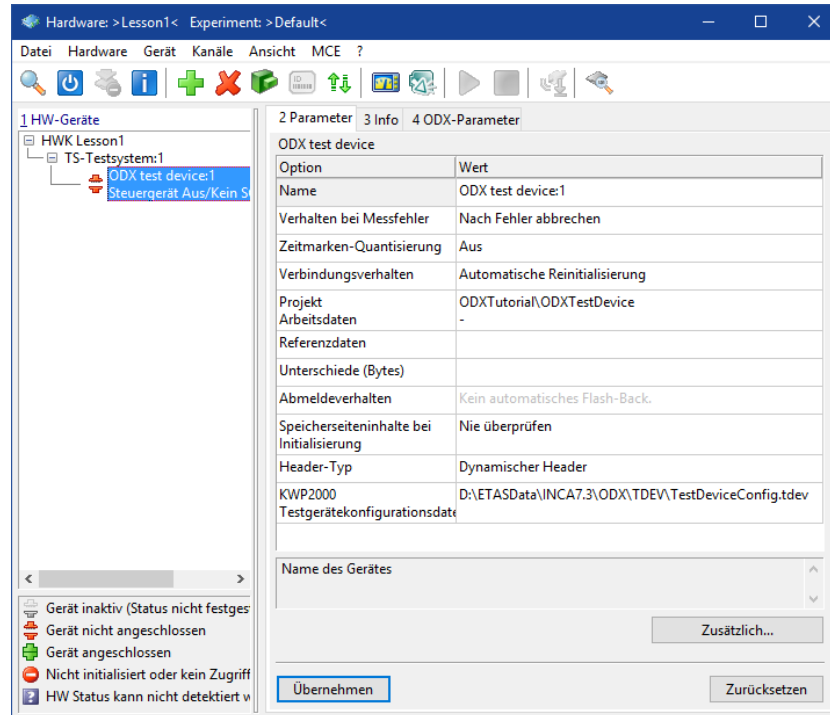 Hardware: >Lesson1< Experiment: >Default<
Datei Hardware Gerät Kanäle Ansicht MCE ?
1 HW-Geräte
HWK Lesson1
TS-Testsystem:1
ODX test device:1
Steuergerät Aus/Kein
2 Parameter 3 Info 4 ODX-Parameter
ODX test device
Option Wert
Name ODX test device:1
Verhalten bei Messfehler Nach Fehler abbrechen
Zeitmarken-Quantisierung Aus
Verbindungsverhalten Automatische Reinitialisierung
Projekt ODXTutorial\ODXTestDevice
Arbeitsdaten -
Referenzdaten
Unterschiede (Bytes)
Abmeldeverhalten Kein automatisches Flash-Back.
Speicherseiteninhalte bei Nie überprüfen
Initialisierung
Header-Typ Dynamischer Header
KWP2000 D:\ETASData\INCA7.3\ODX\TDEV\TestDeviceConfig.tdev
Testgerätekonfigurationsdate
Name des Gerätes
Zusätzlich...
Übernehmen Zurücksetzen
Gerät inaktiv (Status nicht festges
Gerät nicht angeschlossen
Gerät angeschlossen
Nicht initialisiert oder kein Zugriff
HW Status kann nicht detektiert w